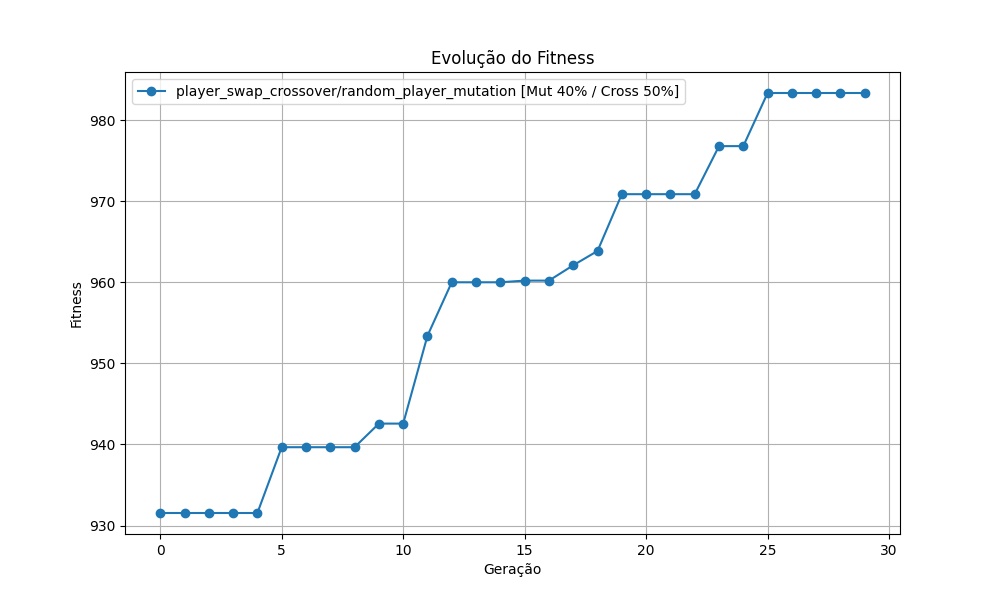 Evolução do Fitness
player_swap_crossover/random_player_mutation [Mut 40% / Cross 50%]
980
970
960
950
940
930
Fitness
0 5 10 15 20 25 30
Geração